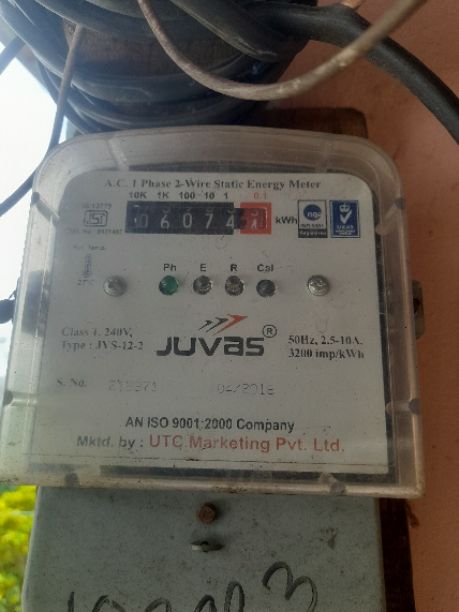 A.C. 1 Phase 2-Wire Static Energy Meter
10K 1K 100 10 1 0.1
06074 kWh
Ph E R Cal
Class 1, 240V,
Type : JVS-12-2
JUVAS ®
50Hz, 2.5-10A,
3200 imp/kWh
S. No.
AN ISO 9001:2000 Company
Mktd. by : UTC Marketing Pvt. Ltd.